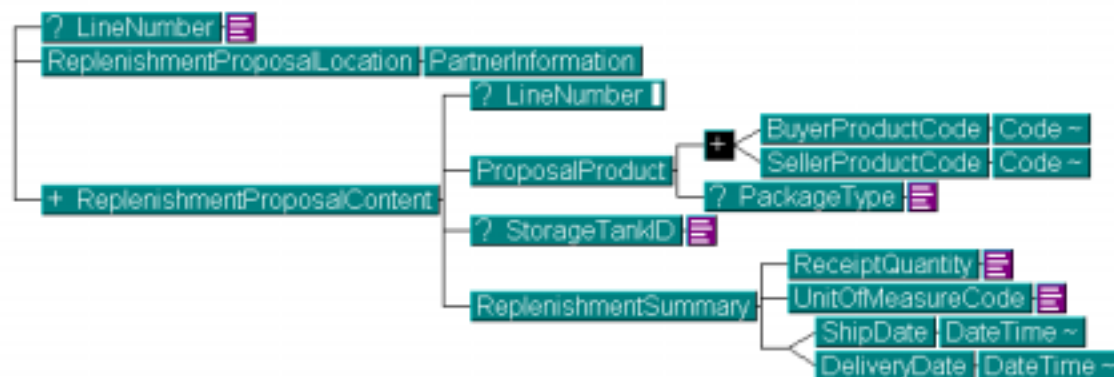 ? LineNumber
ReplenishmentProposalLocation PartnerInformation
? LineNumber
+ BuyerProductCode Code ~
SellerProductCode Code ~
ProposalProduct
? PackageType
+ ReplenishmentProposalContent
? StorageTankID
ReceiptQuantity
UnitOfMeasureCode
ReplenishmentSummary
ShipDate DateTime ~
DeliveryDate DateTime ~